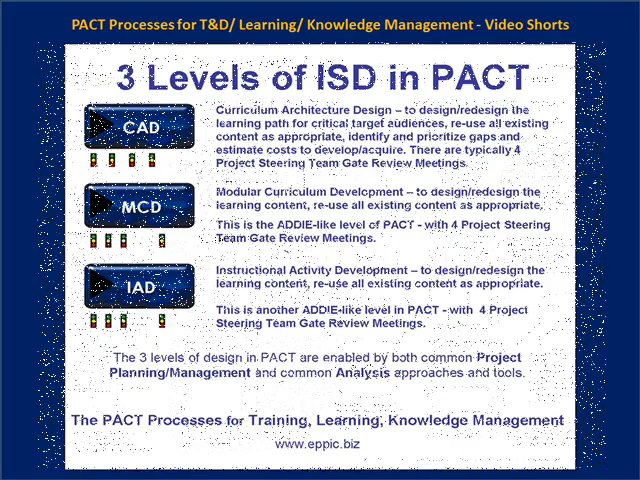 PACT Processes for T&D/ Learning/ Knowledge Management - Video Shorts
3 Levels of ISD in PACT
CAD
Curriculum Architecture Design – to design/redesign the
learning path for critical target audiences, re-use all existing
content as appropriate, identify and prioritize gaps and
estimate costs to develop/acquire. There are typically 4
Project Steering Team Gate Review Meetings.
MCD
Modular Curriculum Development – to design/redesign the
learning content, re-use all existing content as appropriate.
This is the ADDIE-like level of PACT - with 4 Project Steering
Team Gate Review Meetings.
IAD
Instructional Activity Development – to design/redesign the
learning content, re-use all existing content as appropriate.
This is another ADDIE-like level in PACT - with 4 Project
Steering Team Gate Review Meetings.
The 3 levels of design in PACT are enabled by both common Project
Planning/Management and common Analysis approaches and tools.
The PACT Processes for Training, Learning, Knowledge Management
www.eppic.biz